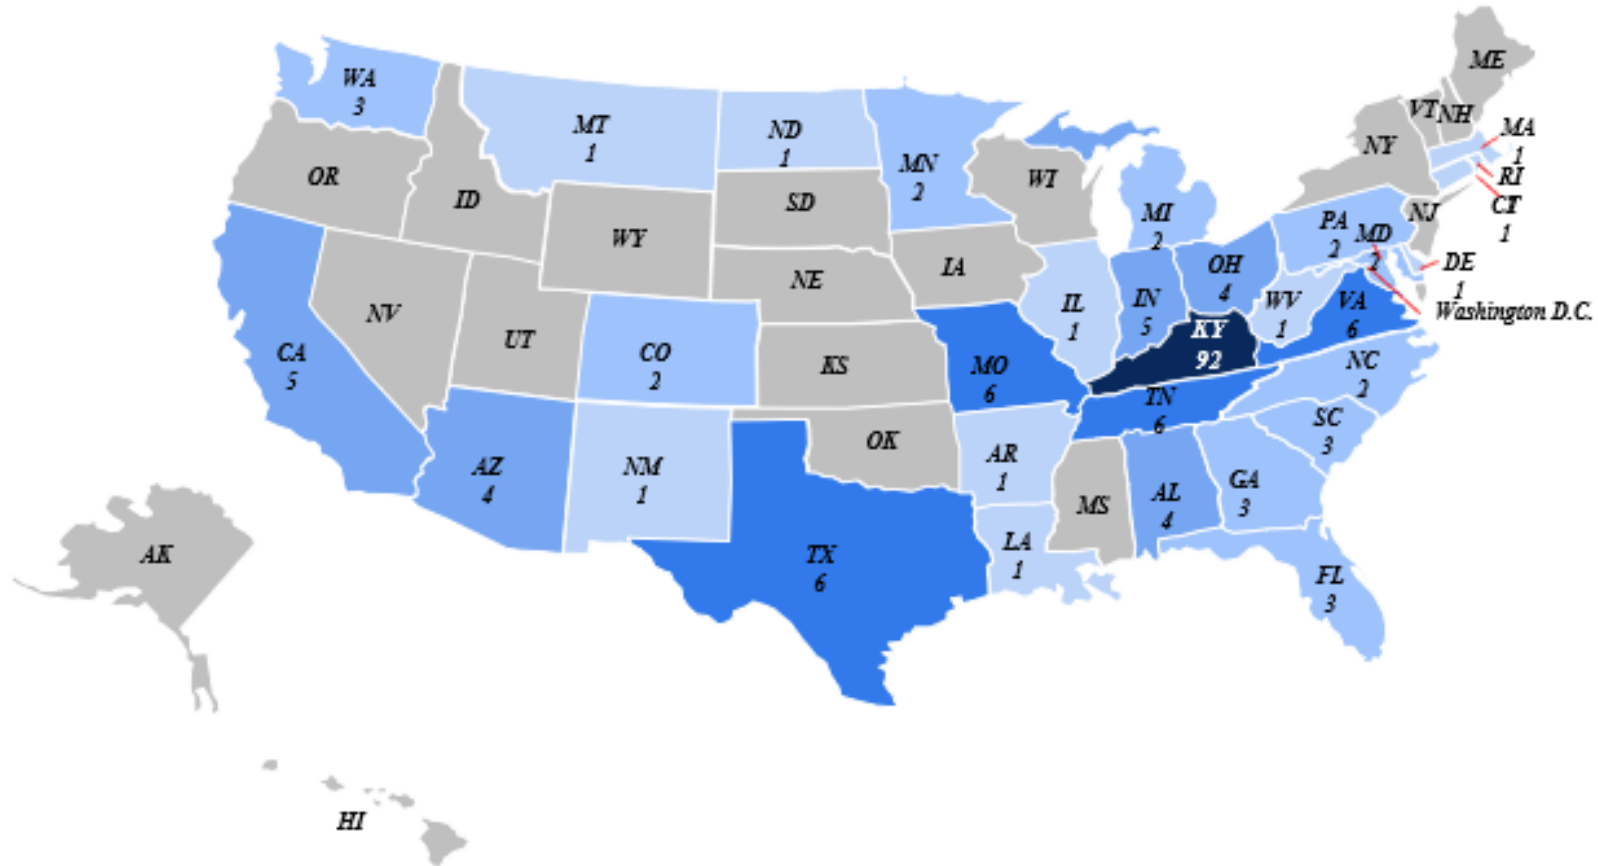 WA
3
MT
1
ND
1
MN
2
OR
ID
WY
SD
WI
MI
2
NY
VT
NH
ME
MA
1
RI
CT
1
NJ
PA
2
MD
2
DE
1
Washington D.C.
CA
5
NV
UT
CO
2
NE
IA
IL
1
IN
5
OH
4
WV
1
VA
6
KS
MO
6
KY
92
NC
2
TN
6
SC
3
AZ
4
NM
1
OK
AR
1
MS
AL
4
GA
3
TX
6
LA
1
FL
3
AK
HI